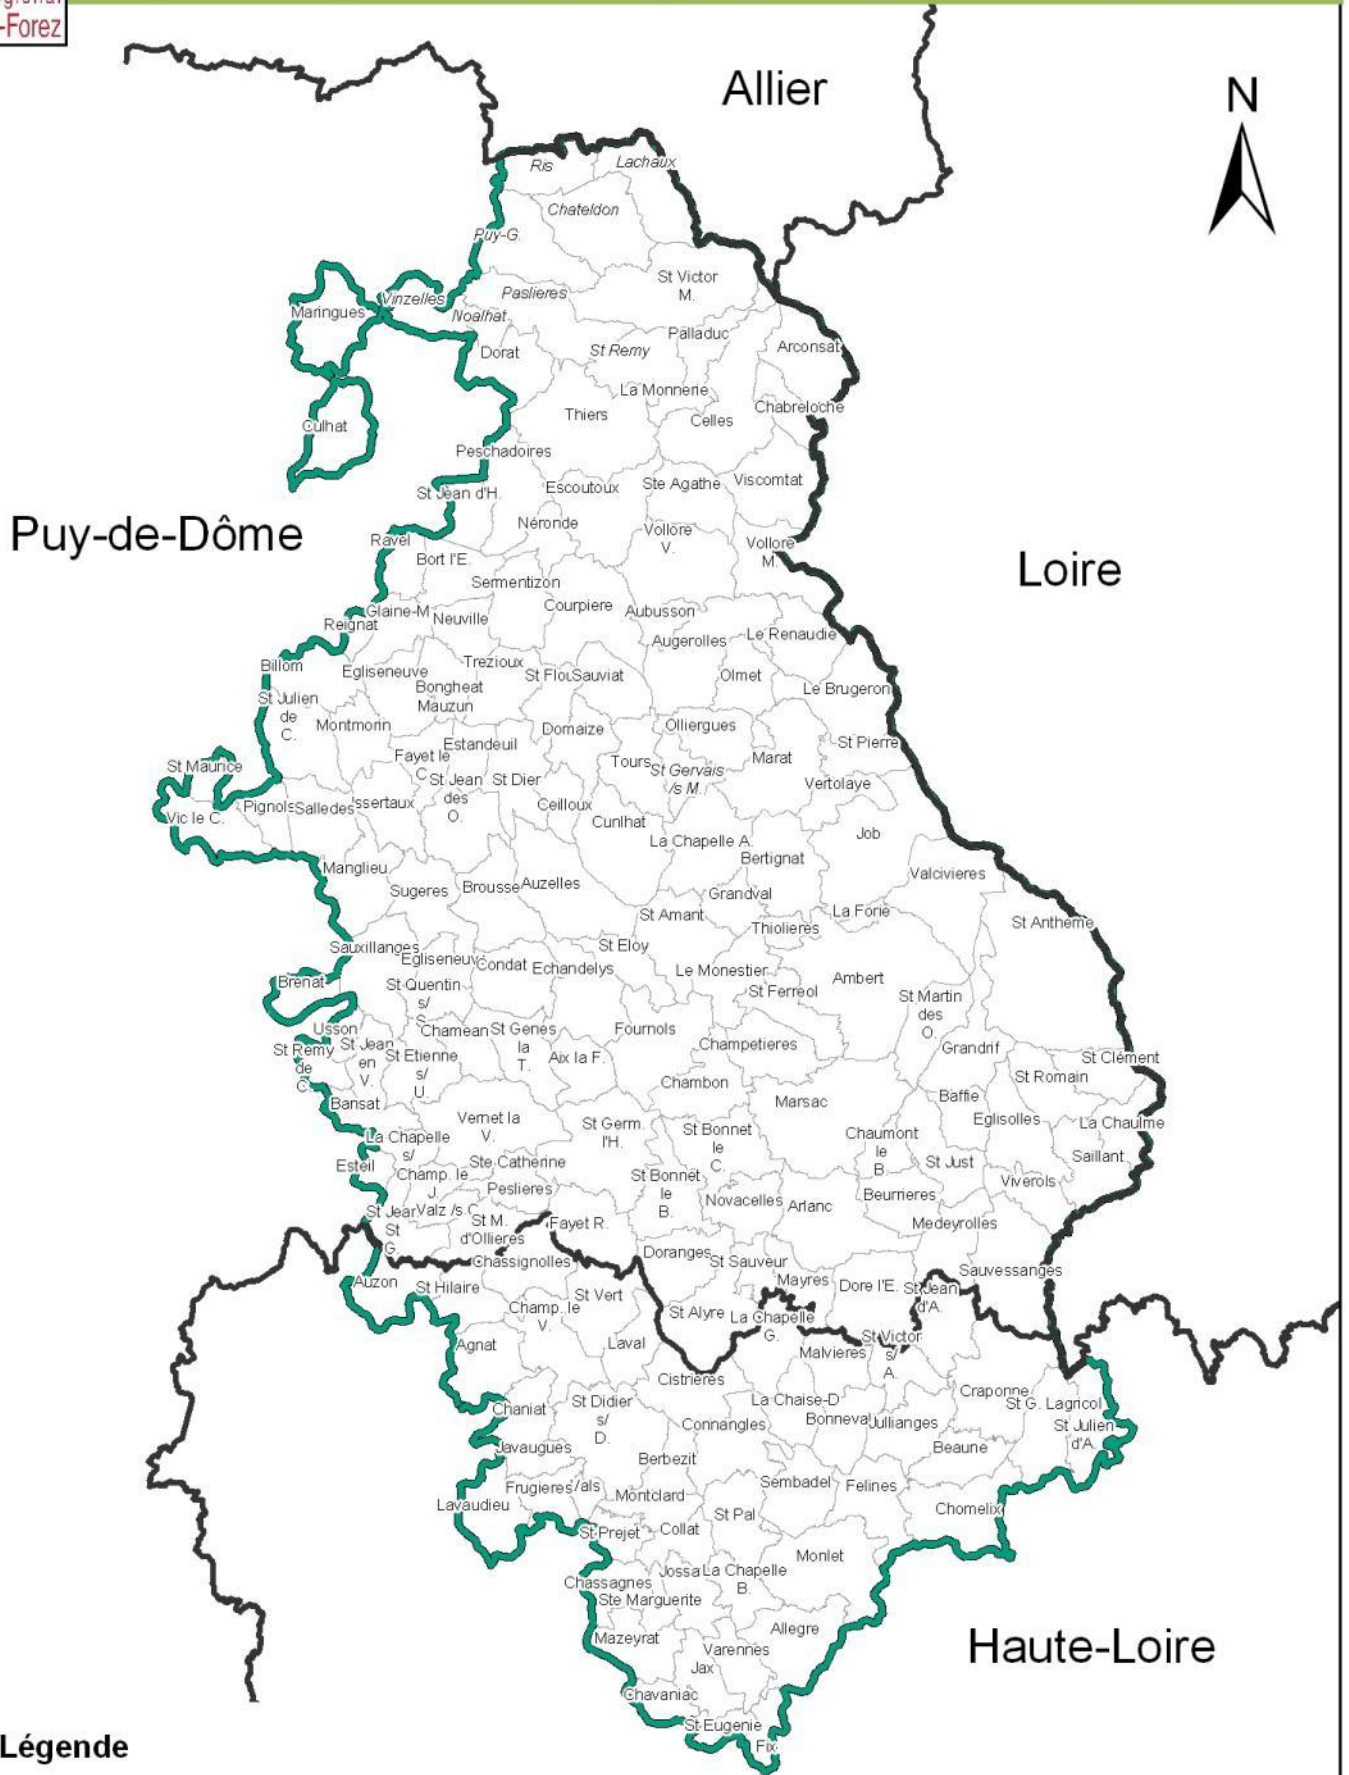 -Forez
Allier
N
Ris
Lachaux
Chateldon
Puy-G.
St Victor
M.
Paslieres
Vinzelles
Maringues
Noalhat
Palladuc
Dorat
St Remy
Arconsat
La Monnerie
Thiers
Celles
Chabreloche
Culhat
Peschadoires
St Jean d'H.
Escoutoux
Ste Agathe
Viscomtat
Puy-de-Dôme
Néronde
Vollore
V.
Ravel
Vollore
M.
Bort l'E.
Loire
Sermentizon
Courpiere
Aubusson
Glaine-M
Neuville
Reignat
Augerolles
Le Renaudie
Billom
Egliseneuve
Trezioux
St Flou
Sauviat
Olmet
Bongheat
Mauzun
Le Brugeron
St Julien
de
C.
Montmorin
Domaize
Olliergues
Estandeuil
St Pierre
Fayet le
C
St Maurice
Tours
St Gervais
/s M.
Marat
St Jean
des
O.
St Dier
Vertolaye
Vic le C.
Pignols
Salledes
Issertaux
Ceilloux
Cunlhat
Job
La Chapelle A.
Bertignat
Manglieu
Valcivieres
Sugeres
Brousse
Auzelles
Grandval
St Amant
La Forie
Thiolieres
St Antheme
Sauxillanges
St Eloy
Egliseneuve
Condat
Echandelys
Le Monestier
Ambert
Brenat
St Quentin
s/
S
St Ferreol
St Martin
des
O.
Usson
Chamean
St Genes
la
T.
Fournols
Champetieres
St Remy
de
C
St Jean
en
V.
St Etienne
s/
U.
Aix la F.
Grandrif
St Clément
St Romain
Chambon
Bansat
Marsac
Baffie
Vernet la
V.
Eglisolles
La Chaulme
La Chapelle
s/
St Germ.
l'H.
St Bonnet
le
C.
Chaumont
le
B.
Saillant
Esteil
Champ. le
J.
Ste Catherine
St Just
Viverols
Peslieres
St Bonnet
le
B.
Novacelles
Arlanc
Beurrieres
St Jean
St
G.
Valz /s C
St M.
d'Ollieres
Fayet R.
Medeyrolles
Chassignolles
Doranges
St Sauveur
Sauvessanges
Auzon
St Hilaire
Mayres
Dore l'E.
St Jean
d'A.
Champ. le
V.
St Vert
St Alyre
La Chapelle
G.
Agnat
Laval
Malvieres
St Victor
s/
A.
Cistrieres
Chaniat
St Didier
s/
D.
La Chaise-D
Craponne
St G. Lagricol
Connangles
Bonneval
Jullianges
St Julien
d'A.
Javaugues
Beaune
Berbezit
Frugieres
/als
Montclard
Sembadel
Felines
Lavaudieu
Chomelix
St Pal
St Prejet
Collat
Monlet
Chassagnes
Jossa
La Chapelle
B.
Ste Marguerite
Mazeyrat
Allegre
Varennes
Haute-Loire
Jax
Chavaniac
St Eugenie
Fix
Légende